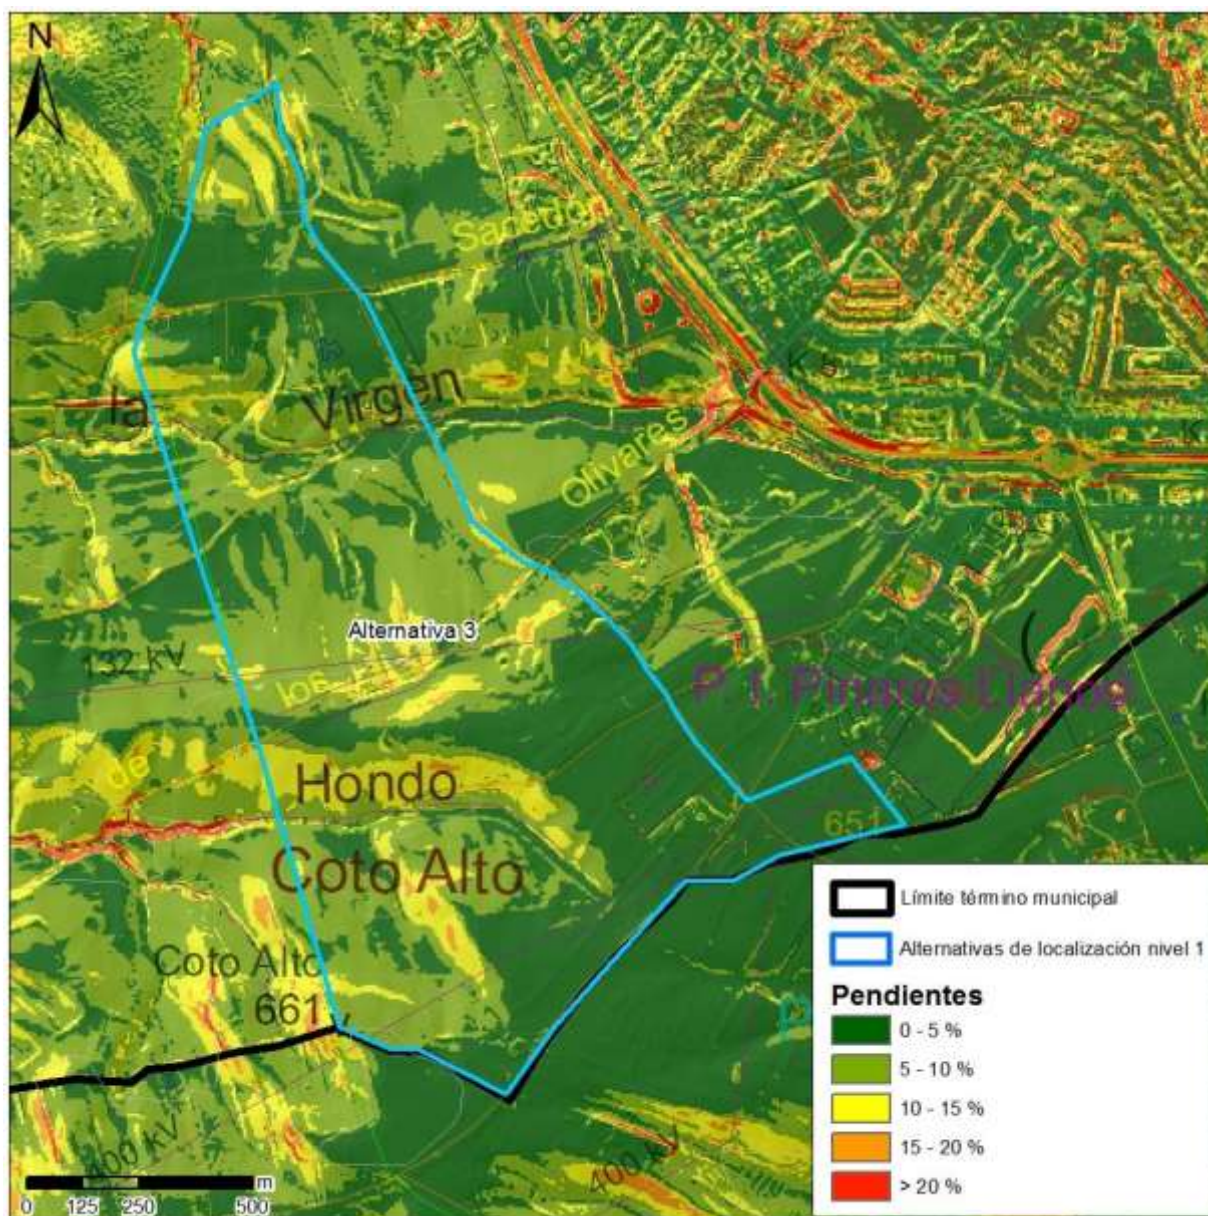 N
Sacedón
K
la
Virgen
Olivares
K
Alternativa 3
132 kV
los
P. I. Pinares Llanos
de
Hondo
651
Coto Alto
Coto Alto
661
400 kV
400 kV
Límite término municipal
Alternativas de localización nivel 1
Pendientes
0 - 5 %
5 - 10 %
10 - 15 %
15 - 20 %
> 20 %
m
0 125 250 500